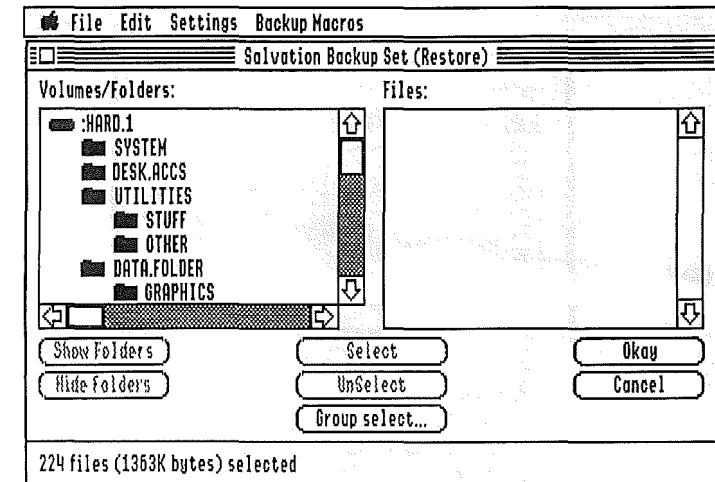 File Edit Settings Backup Macros
Salvation Backup Set (Restore)
Volumes/Folders:
Files:
:HARD.1
SYSTEM
DESK.ACCS
UTILITIES
STUFF
OTHER
DATA.FOLDER
GRAPHICS
Show Folders
Select
Okay
Hide Folders
UnSelect
Cancel
Group select...
224 files (1363K bytes) selected